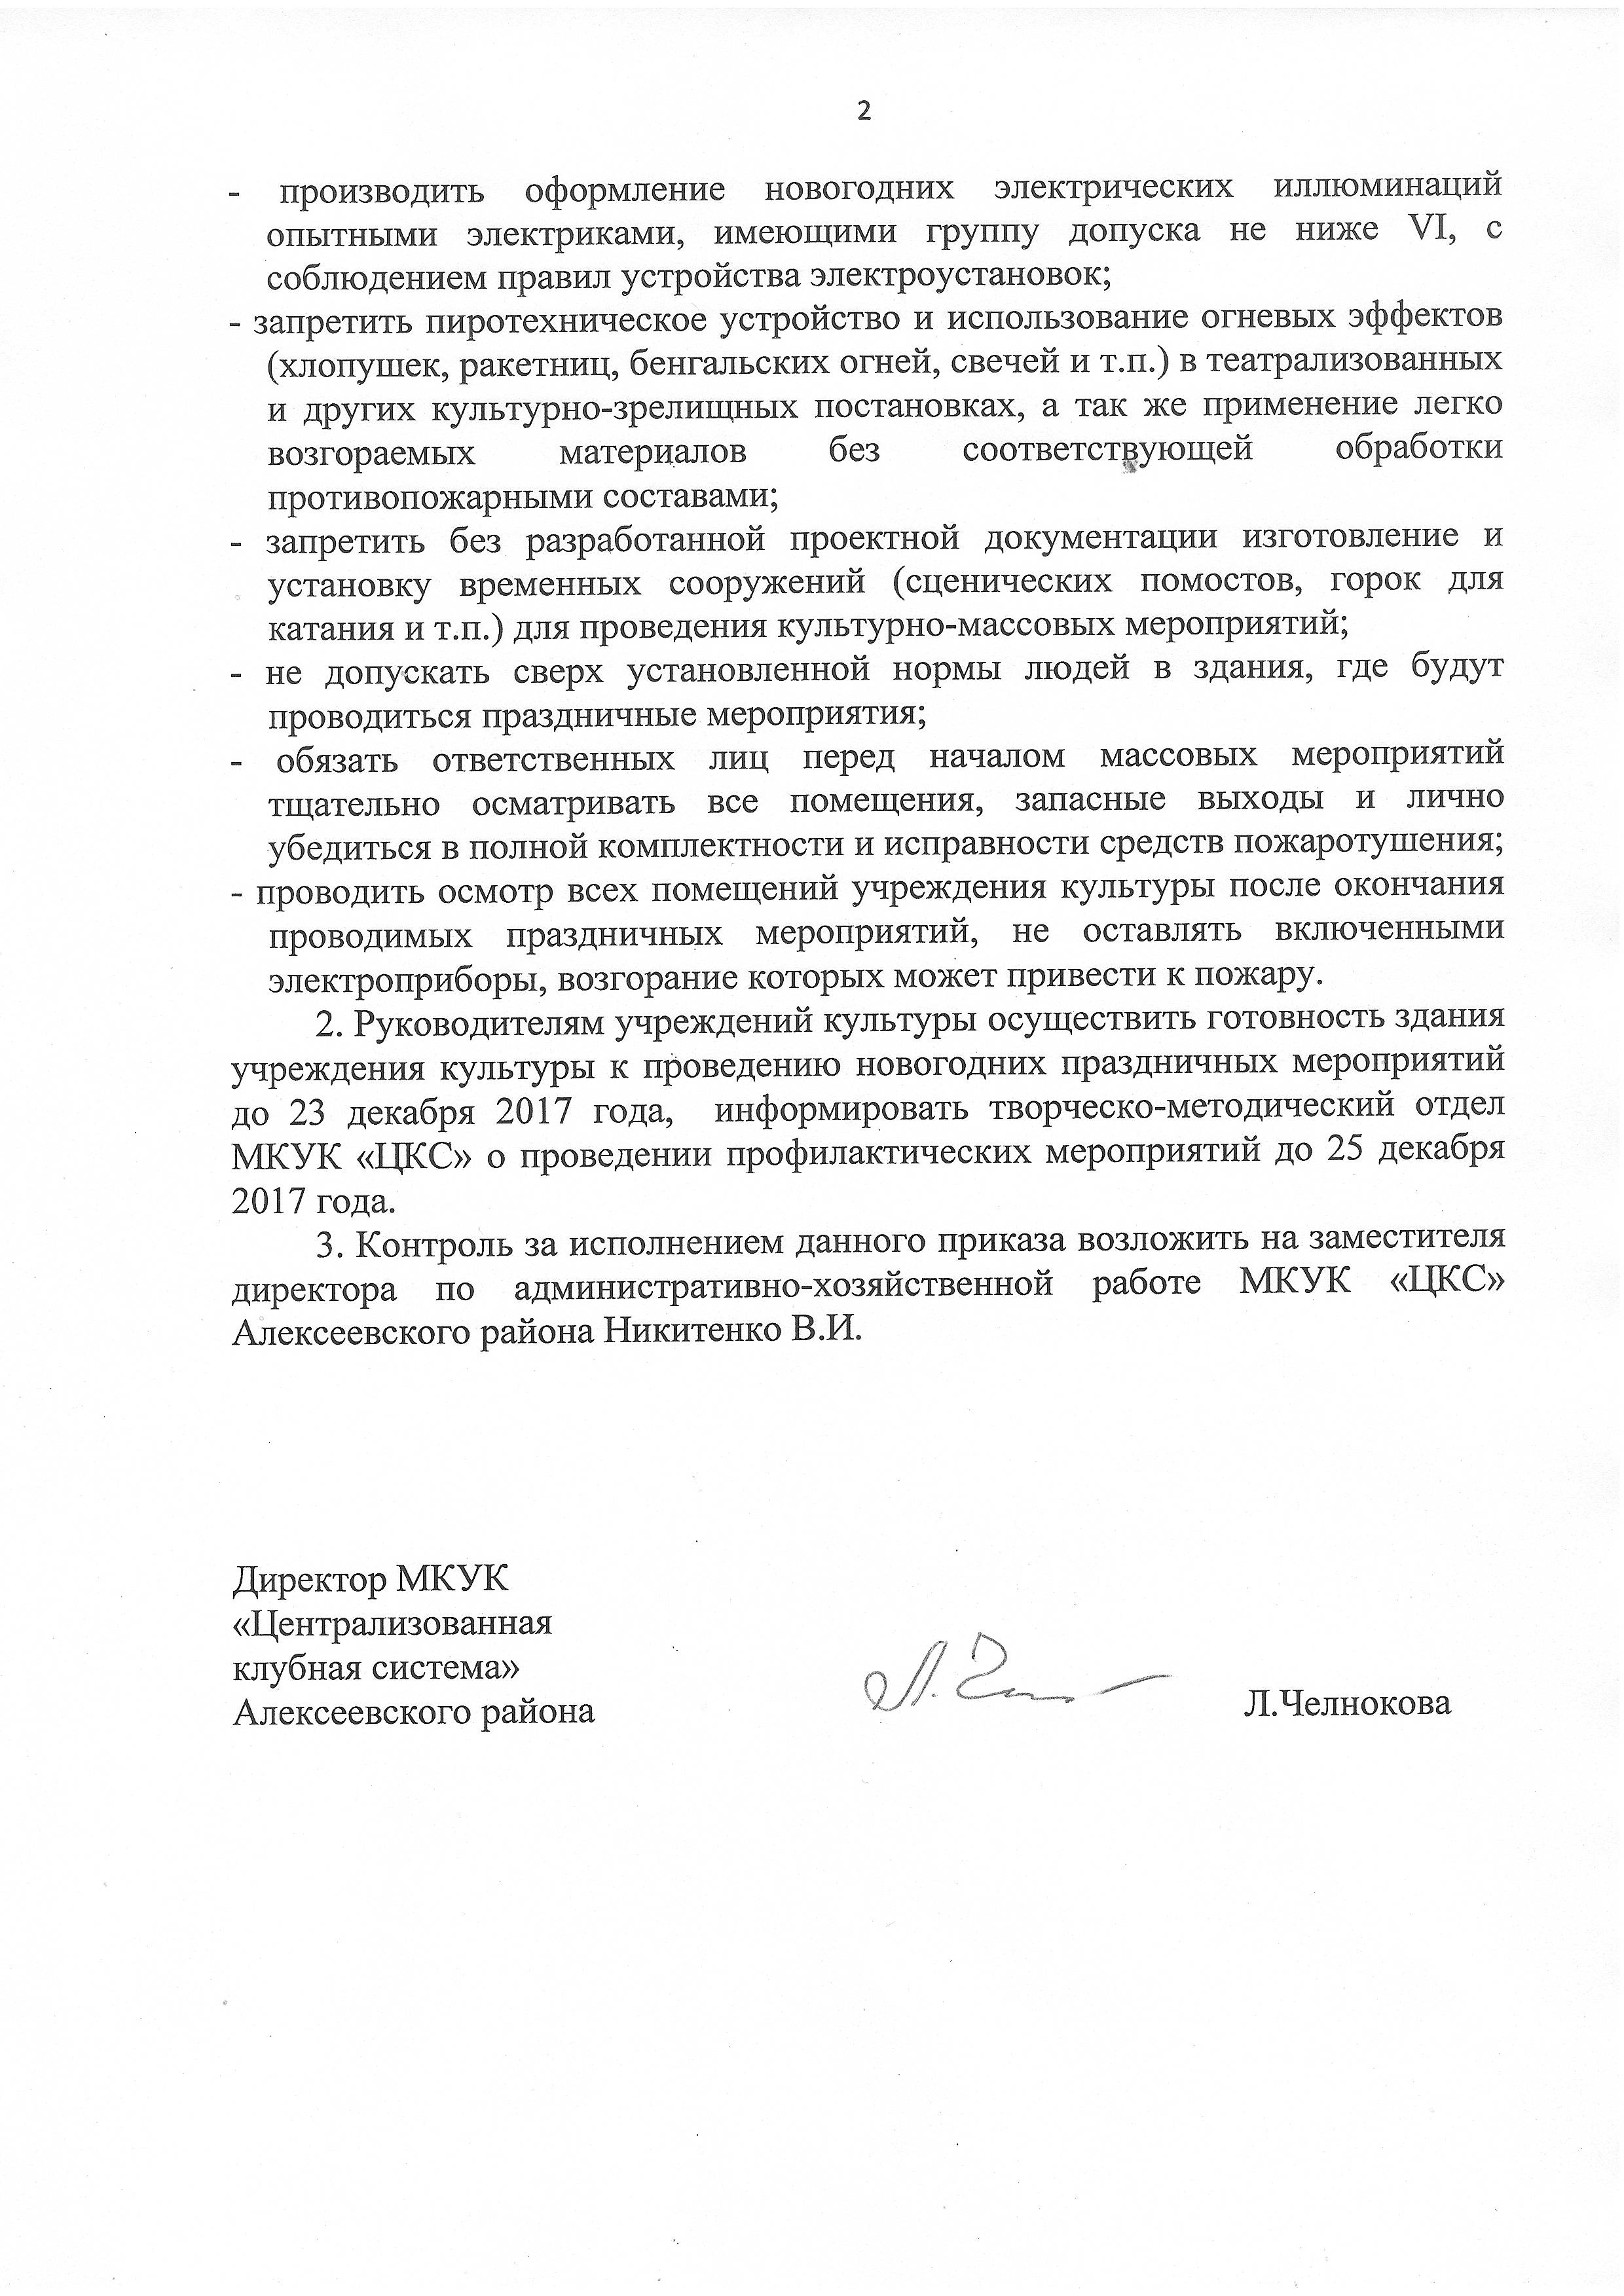 2
- производить оформление новогодних электрических иллюминаций
опытными электриками, имеющими группу допуска не ниже VI, с
соблюдением правил устройства электроустановок;
- запретить пиротехническое устройство и использование огневых эффектов
(хлопушек, ракетниц, бенгальских огней, свечей и т.п.) в театрализованных
и других культурно-зрелищных постановках, а так же применение легко
возгораемых материалов без соответствующей обработки
противопожарными составами;
- запретить без разработанной проектной документации изготовление и
установку временных сооружений (сценических помостов, горок для
катания и т.п.) для проведения культурно-массовых мероприятий;
- не допускать сверх установленной нормы людей в здания, где будут
проводиться праздничные мероприятия;
- обязать ответственных лиц перед началом массовых мероприятий
тщательно осматривать все помещения, запасные выходы и лично
убедиться в полной комплектности и исправности средств пожаротушения;
- проводить осмотр всех помещений учреждения культуры после окончания
проводимых праздничных мероприятий, не оставлять включенными
электроприборы, возгорание которых может привести к пожару.
2. Руководителям учреждений культуры осуществить готовность здания
учреждения культуры к проведению новогодних праздничных мероприятий
до 23 декабря 2017 года, информировать творческо-методический отдел
МКУК «ЦКС» о проведении профилактических мероприятий до 25 декабря
2017 года.
3. Контроль за исполнением данного приказа возложить на заместителя
директора по административно-хозяйственной работе МКУК «ЦКС»
Алексеевского района Никитенко В.И.
Директор МКУК
«Централизованная
клубная система»
Алексеевского района
Л.Челнокова